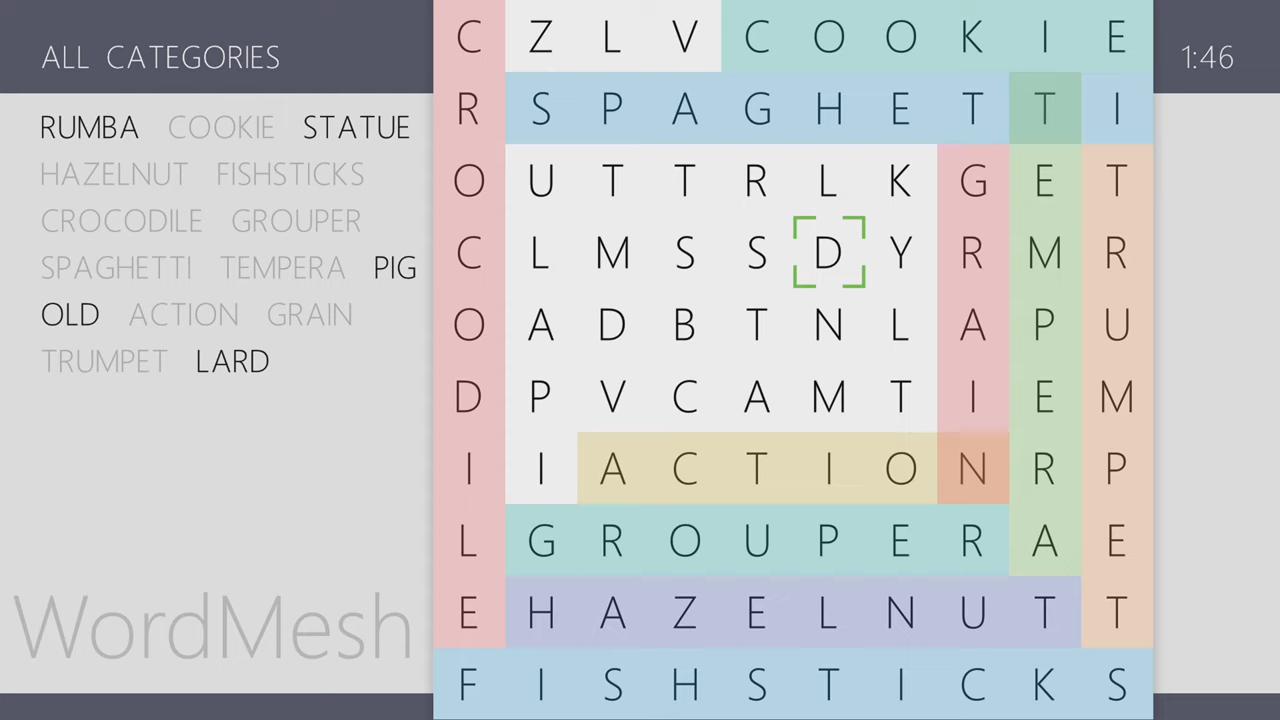 ALL CATEGORIES
1:46
RUMBA COOKIE STATUE
HAZELNUT FISHSTICKS
CROCODILE GROUPER
SPAGHETTI TEMPERA PIG
OLD ACTION GRAIN
TRUMPET LARD
WordMesh
C Z L V C O O K I E
R S P A G H E T T I
O U T T R L K G E T
C L M S S D Y R M R
O A D B T N L A P U
D P V C A M T I E M
I I A C T I O N R P
L G R O U P E R A E
E H A Z E L N U T T
F I S H S T I C K S